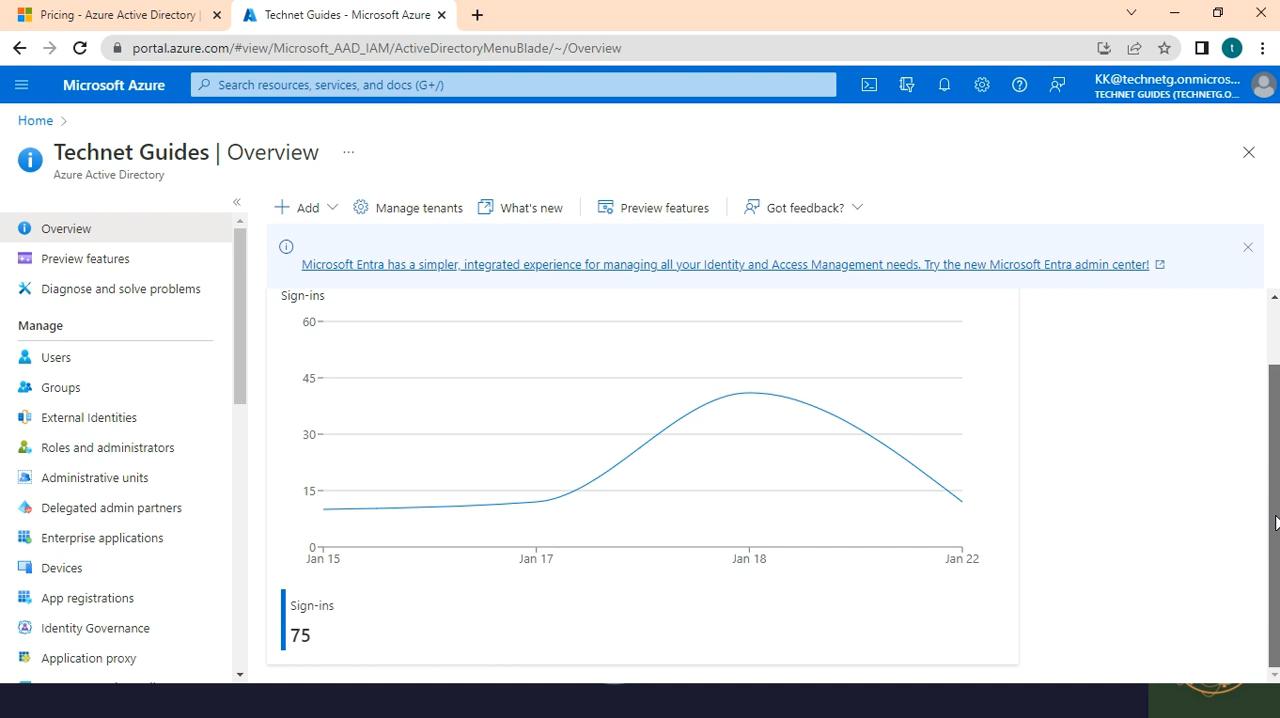 Pricing - Azure Active Directory
Technet Guides - Microsoft Azure
portal.azure.com/#view/Microsoft_AAD_IAM/ActiveDirectoryMenuBlade/~/Overview
t
Microsoft Azure
Search resources, services, and docs (G+/)
KK@technetg.onmicros...
TECHNET GUIDES (TECHNETG.O...
Home >
Technet Guides | Overview ...
Azure Active Directory
Add
Manage tenants
What's new
Preview features
Got feedback?
Microsoft Entra has a simpler, integrated experience for managing all your Identity and Access Management needs. Try the new Microsoft Entra admin center!
Overview
Preview features
Diagnose and solve problems
Manage
Users
Groups
External Identities
Roles and administrators
Administrative units
Delegated admin partners
Enterprise applications
Devices
App registrations
Identity Governance
Application proxy
Sign-ins
60
45
30
15
0
Jan 15
Jan 17
Jan 18
Jan 22
Sign-ins
75